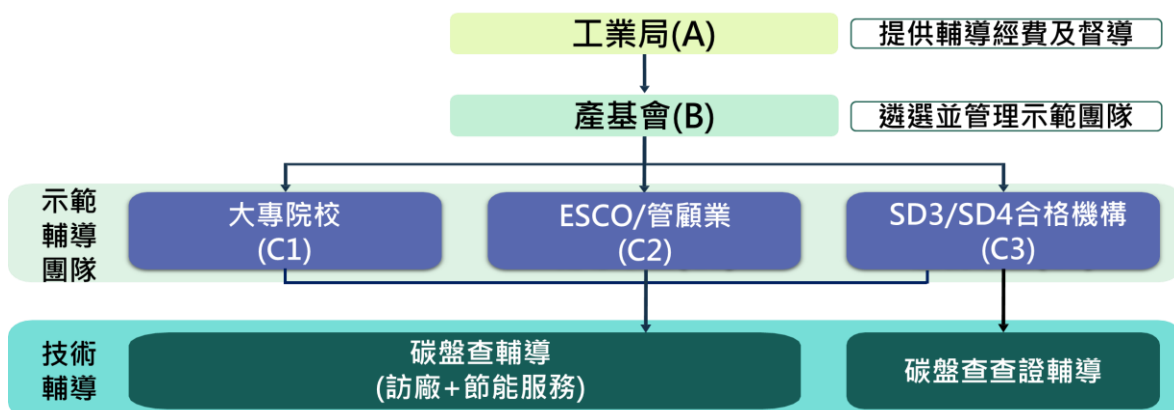 工業局(A)
提供輔導經費及督導
產基會(B)
遴選並管理示範團隊
示範
輔導
團隊
大專院校
(C1)
ESCO/管顧業
(C2)
SD3/SD4合格機構
(C3)
技術
輔導
碳盤查輔導
(訪廠+節能服務)
碳盤查查證輔導